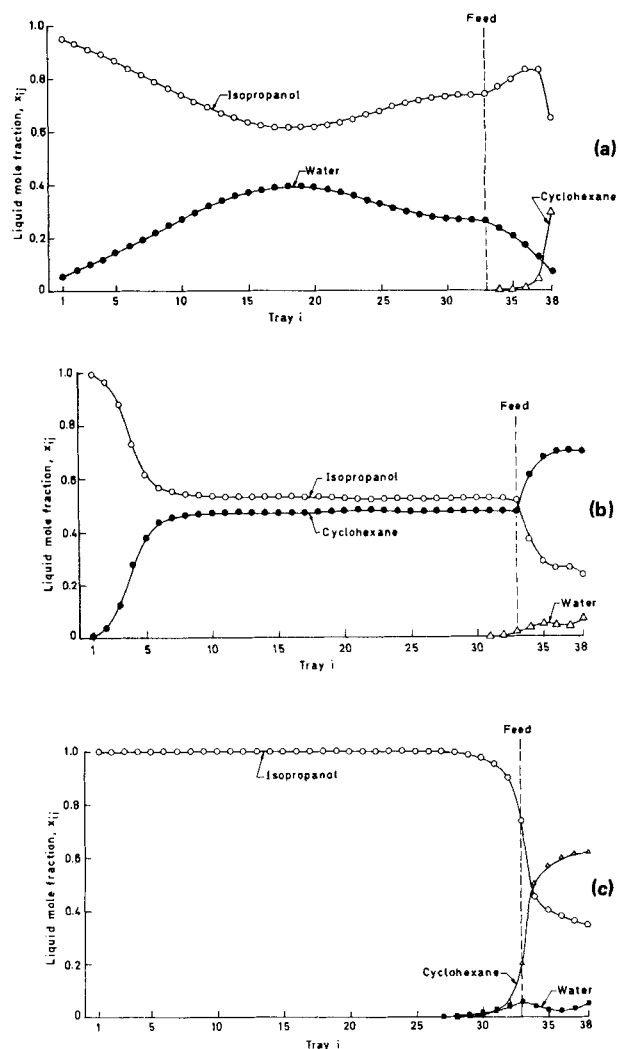 Feed
1.0
0.8
0.6
0.4
0.2
0
Liquid mole fraction, xij
Isopropanol
Water
Cyclohexane
(a)
1 5 10 15 20 25 30 35 38
Tray i
Feed
1.0
0.8
0.6
0.4
0.2
0
Liquid mole fraction, xij
Isopropanol
Cyclohexane
Water
(b)
1 5 10 15 20 25 30 35 38
Tray i
Feed
1.0
0.8
0.6
0.4
0.2
0.0
Liquid mole fraction, xij
Isopropanol
Cyclohexane
Water
(c)
1 5 10 15 20 25 30 35 38
Tray i